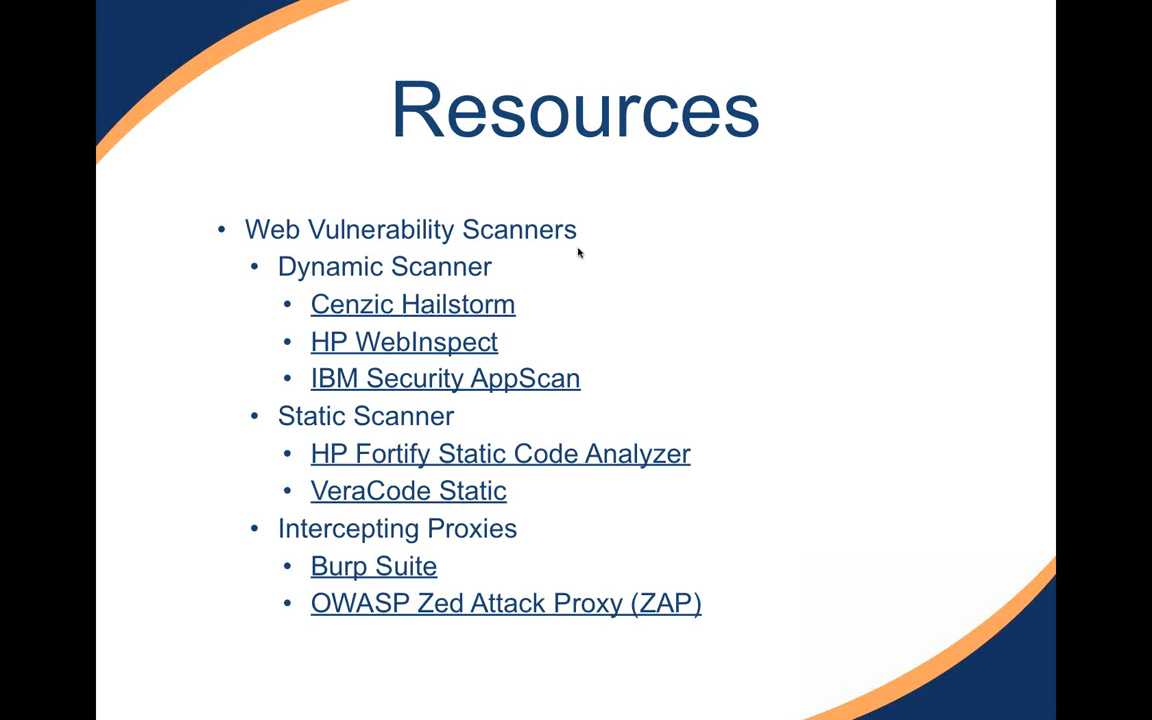 Resources
• Web Vulnerability Scanners
• Dynamic Scanner
• Cenzic Hailstorm
• HP WebInspect
• IBM Security AppScan
• Static Scanner
• HP Fortify Static Code Analyzer
• VeraCode Static
• Intercepting Proxies
• Burp Suite
• OWASP Zed Attack Proxy (ZAP)